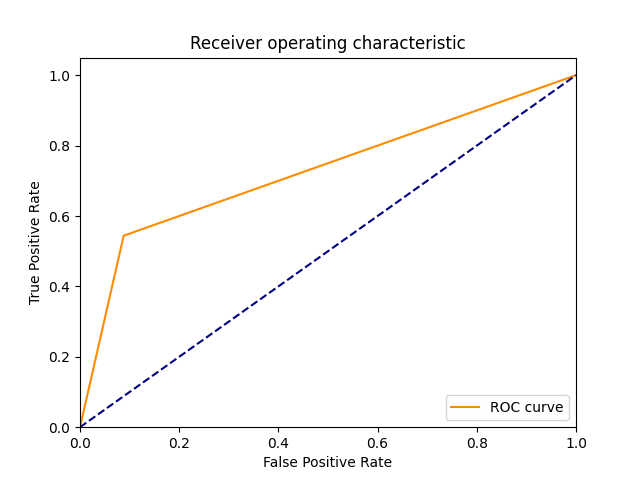 Receiver operating characteristic
True Positive Rate
1.0
0.8
0.6
0.4
0.2
0.0
0.0 0.2 0.4 0.6 0.8 1.0
False Positive Rate
ROC curve